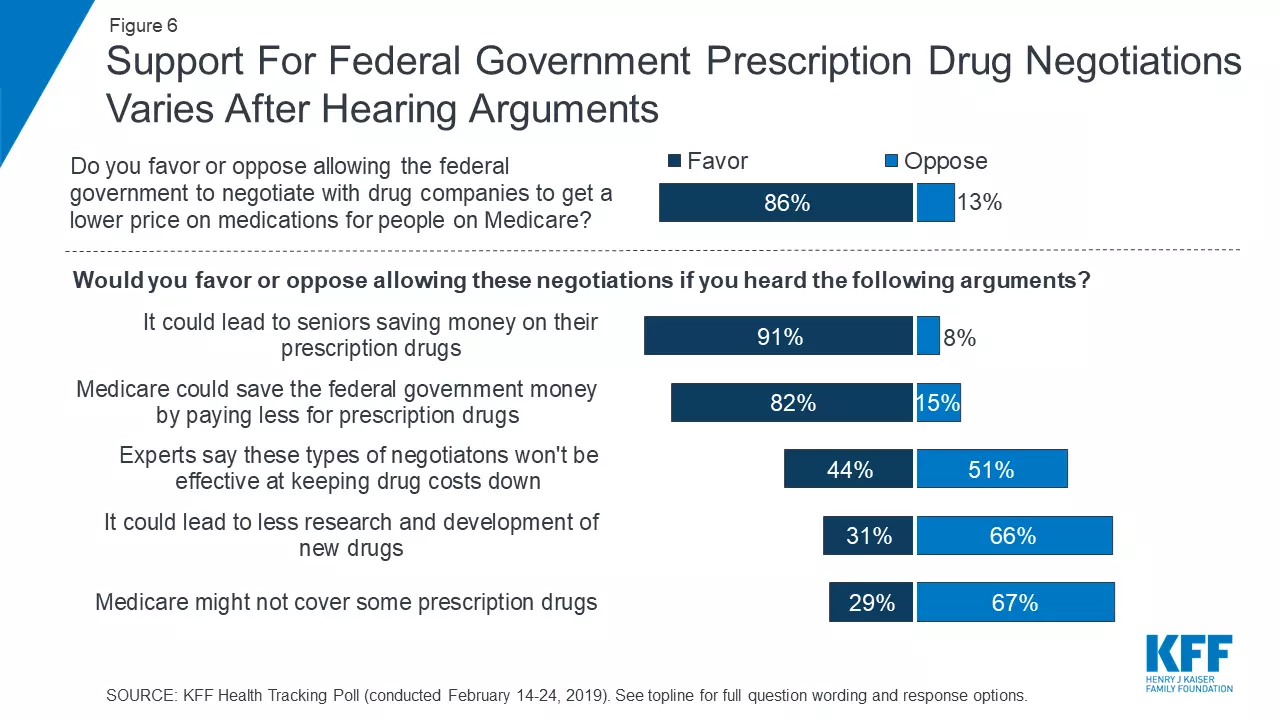 Figure 6
Support For Federal Government Prescription Drug Negotiations
Varies After Hearing Arguments
Do you favor or oppose allowing the federal
government to negotiate with drug companies to get a
lower price on medications for people on Medicare?
Favor
Oppose
86%
13%
Would you favor or oppose allowing these negotiations if you heard the following arguments?
It could lead to seniors saving money on their
prescription drugs
91%
8%
Medicare could save the federal government money
by paying less for prescription drugs
82%
15%
Experts say these types of negotiatons won't be
effective at keeping drug costs down
44%
51%
It could lead to less research and development of
new drugs
31%
66%
Medicare might not cover some prescription drugs
29%
67%
KFF
HENRY J KAISER
FAMILY FOUNDATION
SOURCE: KFF Health Tracking Poll (conducted February 14-24, 2019). See topline for full question wording and response options.